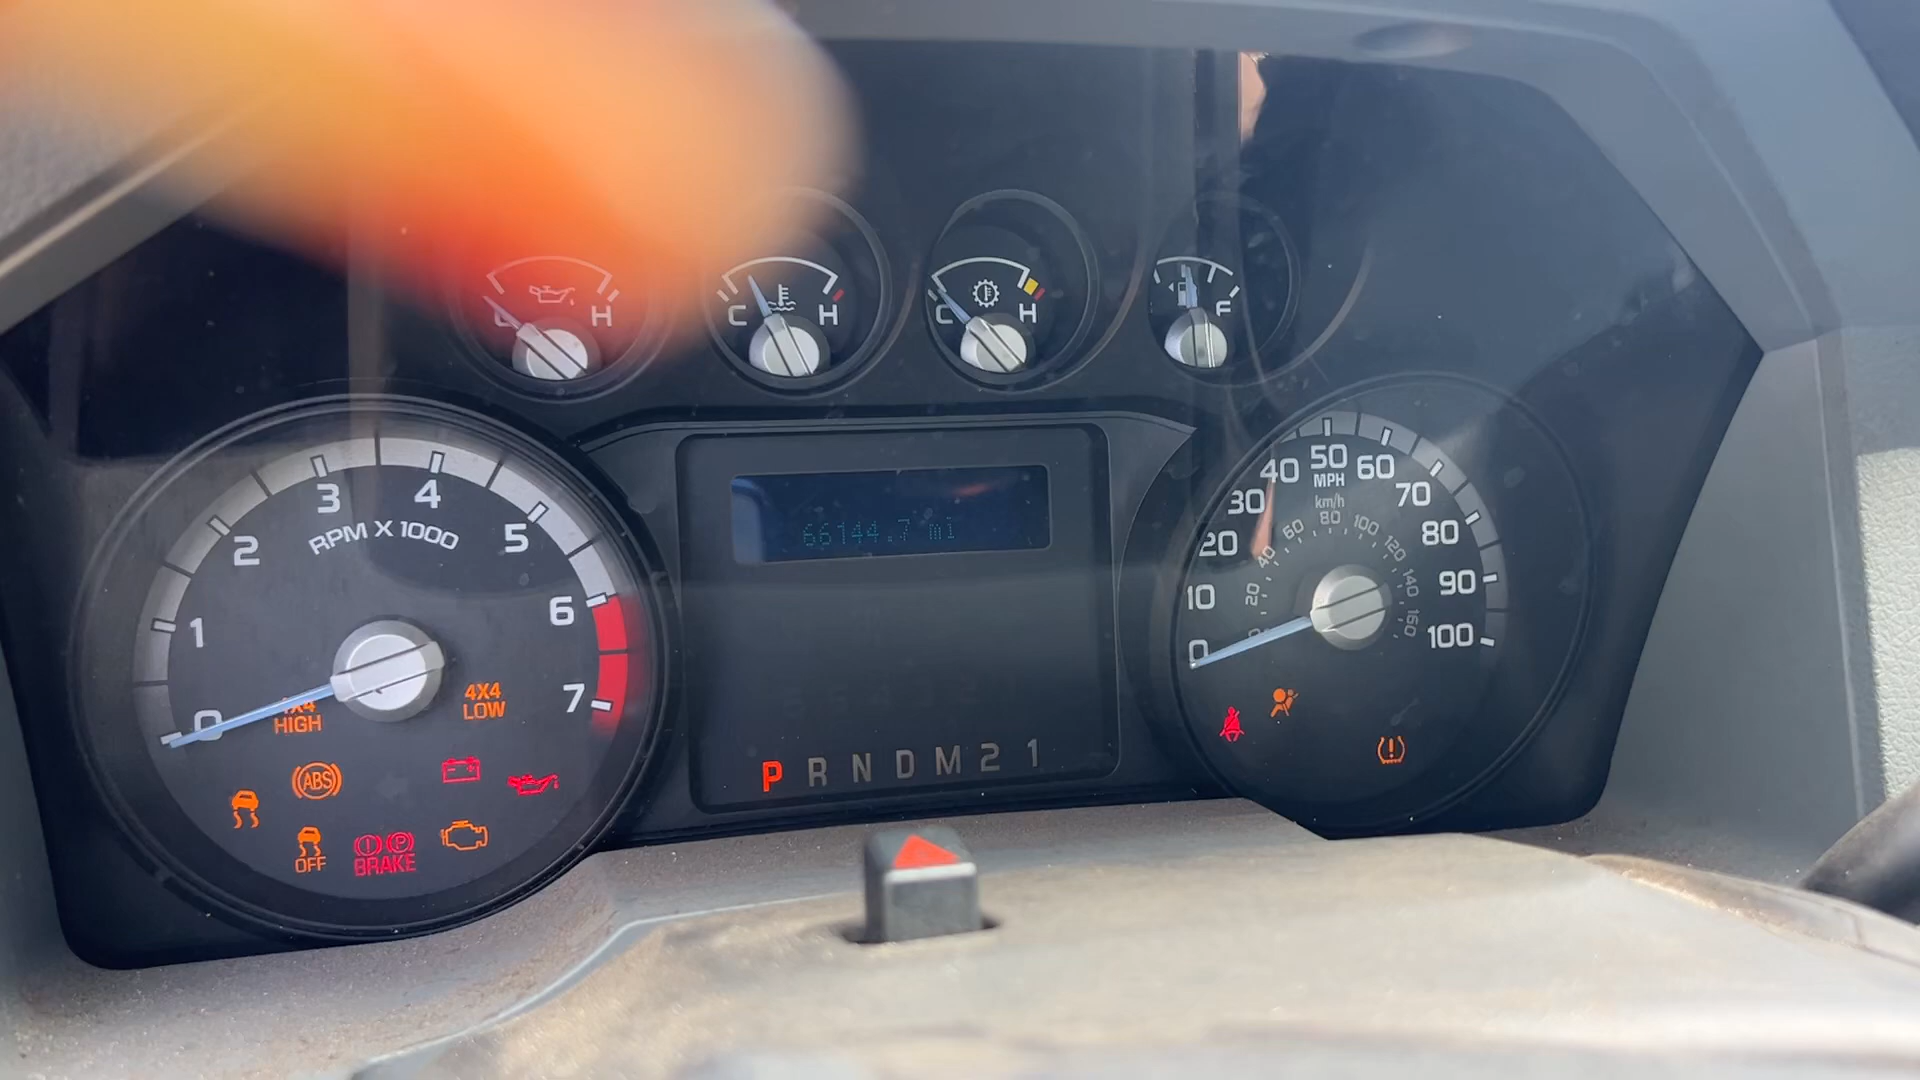 H
C H
C H
F
3 4
2 5
RPM X 1000
1 6
0 7
4X4
HIGH
4X4
LOW
ABS
OFF
BRAKE
66144.7 mi
P R N D M 2 1
0 10 20 30 40 50 60 70 80 90 100
MPH
km/h
20 40 60 80 100 120 140 160